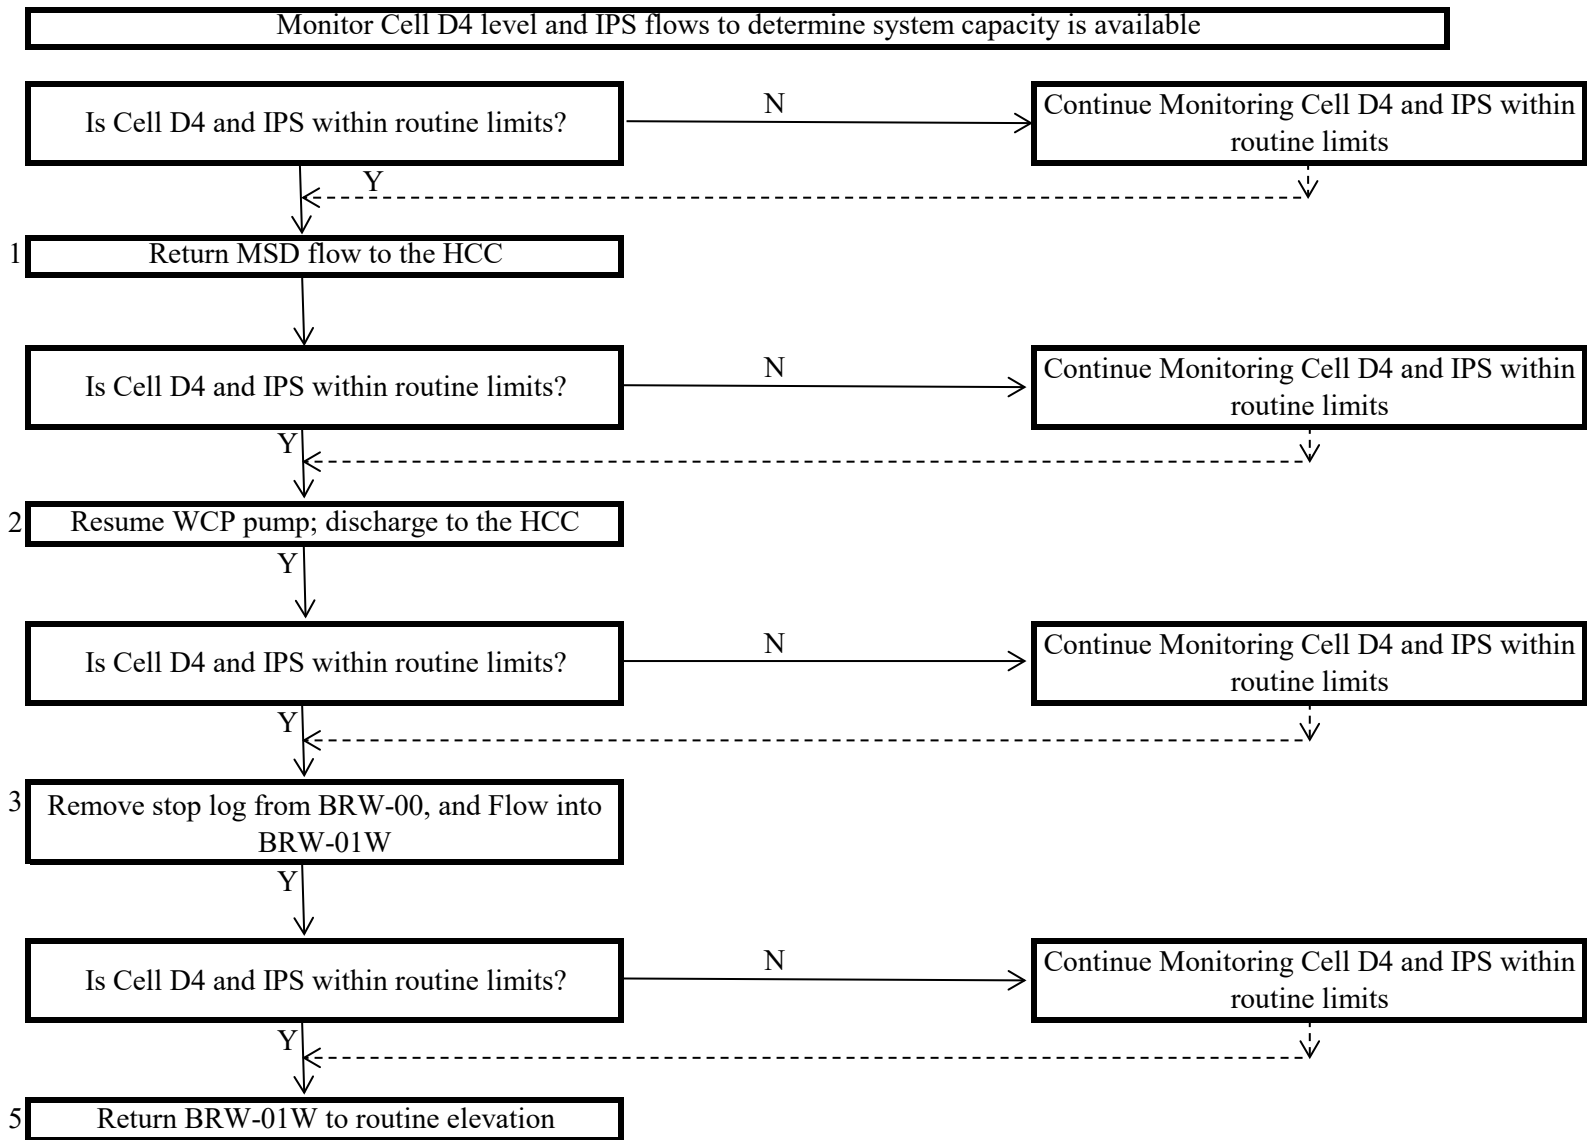 Monitor Cell D4 level and IPS flows to determine system capacity is available
Is Cell D4 and IPS within routine limits?
N
Continue Monitoring Cell D4 and IPS within
routine limits
Y
1
Return MSD flow to the HCC
Is Cell D4 and IPS within routine limits?
N
Continue Monitoring Cell D4 and IPS within
routine limits
Y
2
Resume WCP pump; discharge to the HCC
Y
Is Cell D4 and IPS within routine limits?
N
Continue Monitoring Cell D4 and IPS within
routine limits
Y
3
Remove stop log from BRW-00, and Flow into
BRW-01W
Y
Is Cell D4 and IPS within routine limits?
N
Continue Monitoring Cell D4 and IPS within
routine limits
Y
5
Return BRW-01W to routine elevation